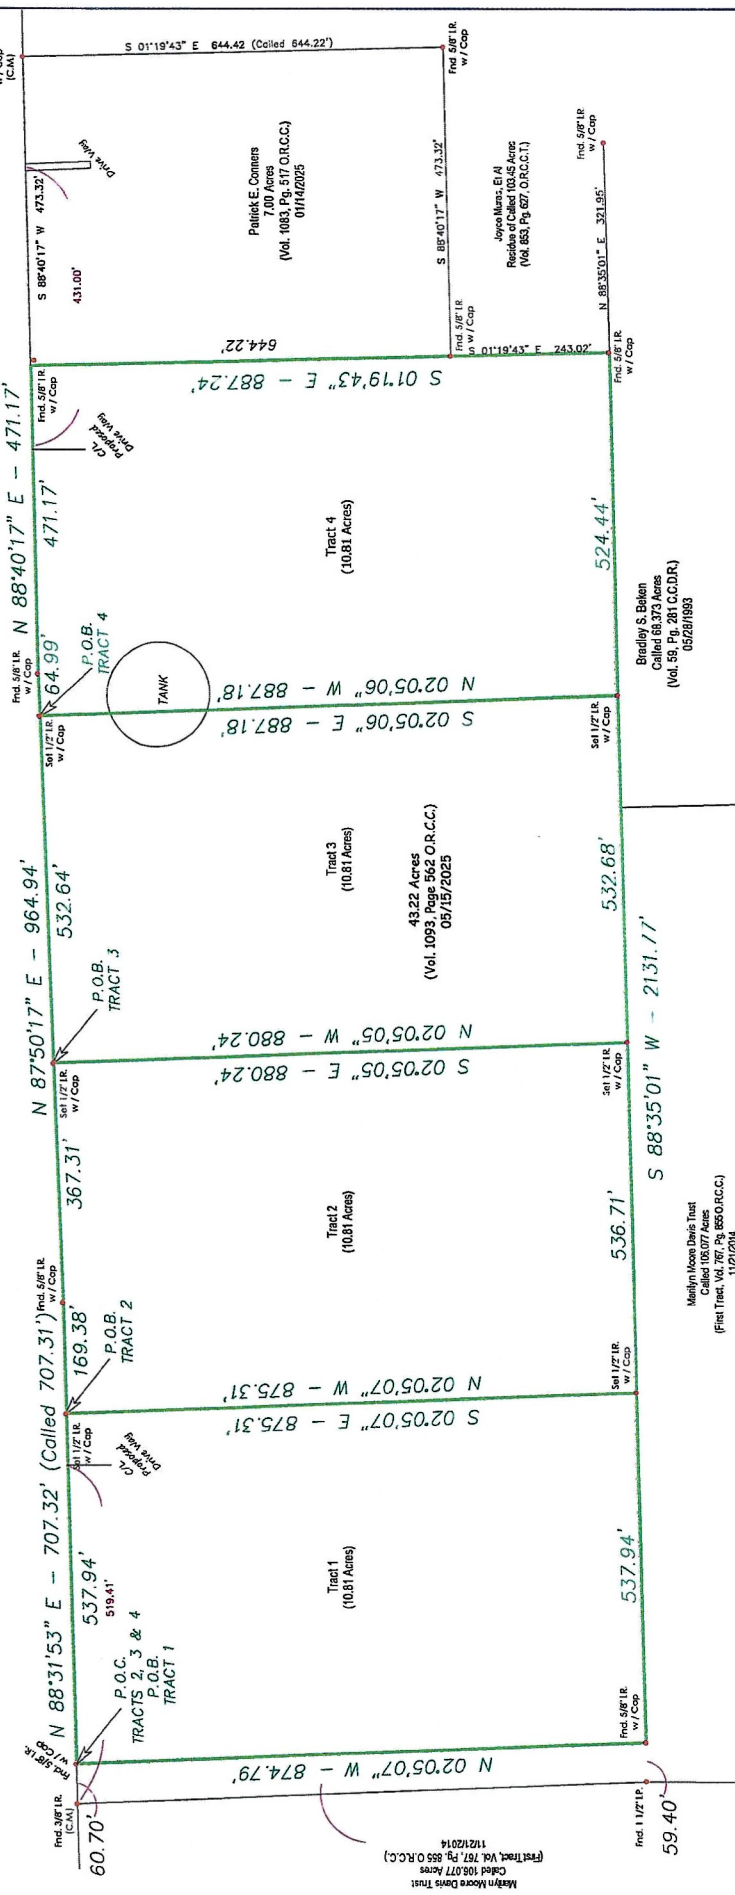 w/ Cap
(C.M.)
S 01°19'43" E 644.42 (Called 644.22')
Fnd. 5/8" I.R.
w / Cap
Drive Way
S 88°40'17" W 473.32'
431.00'
Patrick E. Conners
7.00 Acres
(Vol. 1083, Pg. 517 O.R.C.C.)
01/14/2025
S 88°40'17" W 473.32'
Joyce Muras, Et Al
Residue of Called 103.45 Acres
(Vol. 853, Pg. 627, O.R.C.C.T.)
Fnd. 5/8" I.R.
w / Cap
N 88°35'01" E 321.95'
644.22'
Fnd. 5/8" I.R.
w / Cap
S 01°19'43" E 243.02'
Fnd. 5/8" I.R.
w / Cap
Fnd. 5/8" I.R.
w / Cap
S 01°19'43" E - 887.24'
N 88°40'17" E - 471.17'
C/L
Proposed
Drive Way
471.17'
Tract 4
(10.81 Acres)
524.44'
Bradley S. Beken
Called 68.373 Acres
(Vol. 59, Pg. 281 C.C.D.R.)
05/28/1993
Fnd. 5/8" I.R.
w / Cap
64.99'
P.O.B.
TRACT 4
TANK
N 02°05'06" W - 887.18'
S 02°05'06" E - 887.18'
Set 1/2" I.R.
w / Cap
Set 1/2" I.R.
w / Cap
N 87°50'17" E - 964.94'
532.64'
Tract 3
(10.81 Acres)
43.22 Acres
(Vol. 1093, Page 562 O.R.C.C.)
05/15/2025
532.68'
P.O.B.
TRACT 3
N 02°05'05" W - 880.24'
S 02°05'05" E - 880.24'
Set 1/2" I.R.
w / Cap
Set 1/2" I.R.
w / Cap
S 88°35'01" W - 2131.77'
367.31'
Tract 2
(10.81 Acres)
536.71'
Marilyn Moore Davis Trust
Called 106.077 Acres
(First Tract, Vol. 767, Pg. 855 O.R.C.C.)
11/21/2014
Fnd. 5/8" I.R.
w / Cap
169.38'
P.O.B.
TRACT 2
N 02°05'07" W - 875.31'
S 02°05'07" E - 875.31'
Set 1/2" I.R.
w / Cap
Set 1/2" I.R.
w / Cap
C/L
Proposed
Drive Way
N 88°31'53" E - 707.32' (Called 707.31')
537.94'
519.41'
Tract 1
(10.81 Acres)
537.94'
P.O.C.
TRACTS 2, 3 & 4
P.O.B.
TRACT 1
Fnd. 5/8" I.R.
w / Cap
Fnd. 5/8" I.R.
w / Cap
N 02°05'07" W - 874.79'
Fnd. 3/8" I.R.
(C.M.)
60.70'
Fnd. 1 1/2" I.P.
59.40'
Marilyn Moore Davis Trust
Called 106.077 Acres
(First Tract, Vol. 767, Pg. 855 O.R.C.C.)
11/21/2014